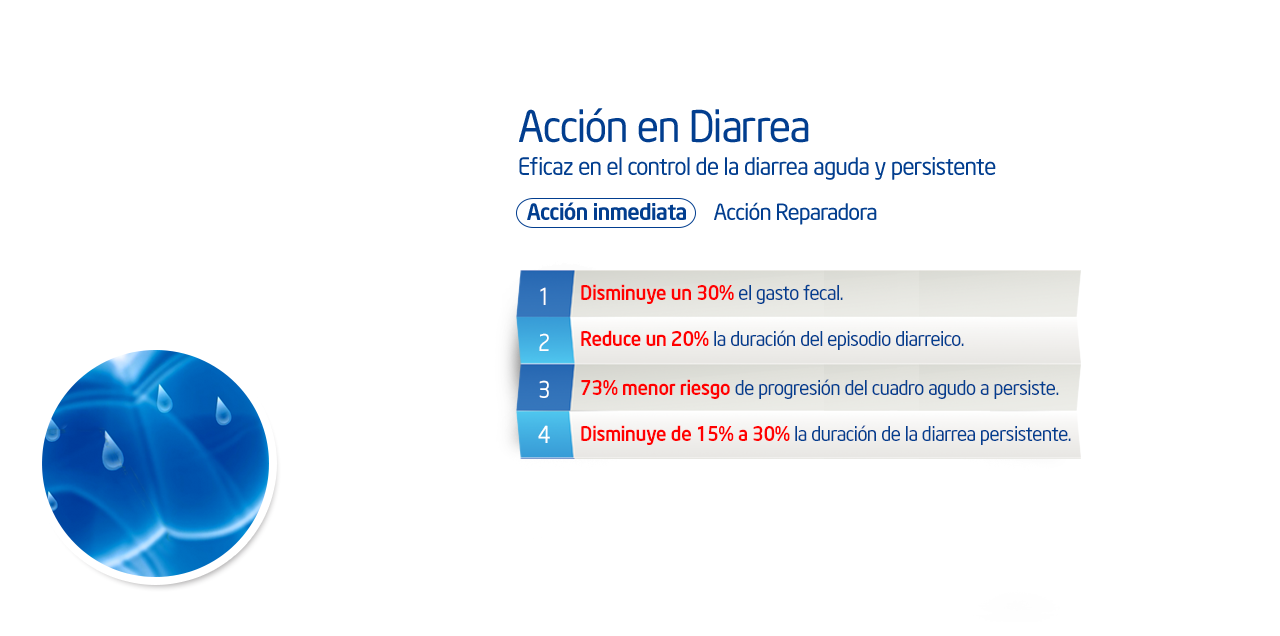 Acción en Diarrea
Eficaz en el control de la diarrea aguda y persistente
Acción inmediata Acción Reparadora
1 Disminuye un 30% el gasto fecal.
2 Reduce un 20% la duración del episodio diarreico.
3 73% menor riesgo de progresión del cuadro agudo a persiste.
4 Disminuye de 15% a 30% la duración de la diarrea persistente.